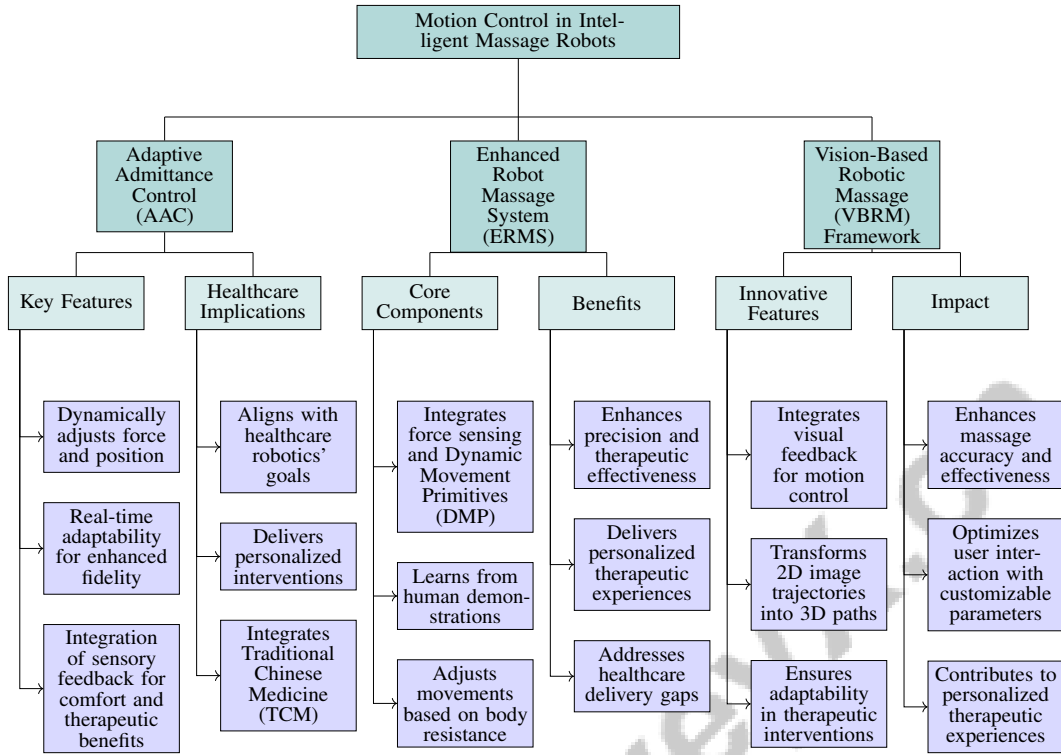 Motion Control in Intel-
ligent Massage Robots
Adaptive
Admittance
Control
(AAC)
Enhanced
Robot
Massage
System
(ERMS)
Vision-Based
Robotic
Massage
(VBRM)
Framework
Key Features
Healthcare
Implications
Core
Components
Benefits
Innovative
Features
Impact
Dynamically
adjusts force
and position
Real-time
adaptability
for enhanced
fidelity
Integration
of sensory
feedback for
comfort and
therapeutic
benefits
Aligns with
healthcare
robotics'
goals
Delivers
personalized
interventions
Integrates
Traditional
Chinese
Medicine
(TCM)
Integrates
force sensing
and Dynamic
Movement
Primitives
(DMP)
Learns from
human demon-
strations
Adjusts
movements
based on body
resistance
Enhances
precision and
therapeutic
effectiveness
Delivers
personalized
therapeutic
experiences
Addresses
healthcare
delivery gaps
Integrates
visual
feedback
for motion
control
Transforms
2D image
trajectories
into 3D paths
Ensures
adaptability
in therapeutic
interventions
Enhances
massage
accuracy and
effectiveness
Optimizes
user inter-
action with
customizable
parameters
Contributes to
personalized
therapeutic
experiences